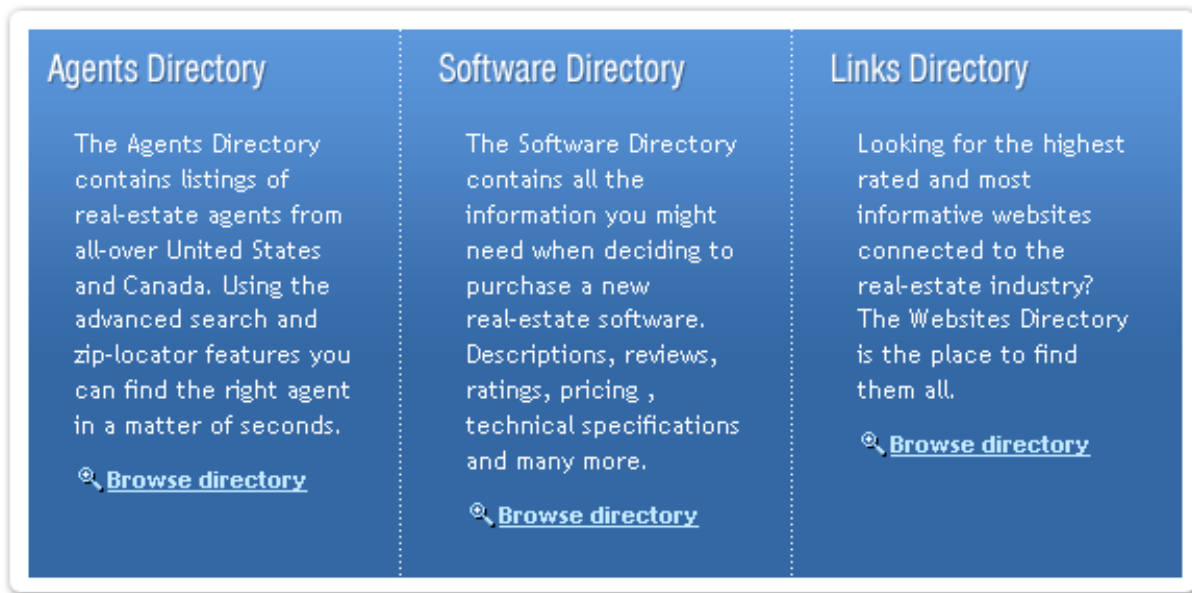 Agents Directory
The Agents Directory
contains listings of
real-estate agents from
all-over United States
and Canada. Using the
advanced search and
zip-locator features you
can find the right agent
in a matter of seconds.
Browse directory
Software Directory
The Software Directory
contains all the
information you might
need when deciding to
purchase a new
real-estate software.
Descriptions, reviews,
ratings, pricing ,
technical specifications
and many more.
Browse directory
Links Directory
Looking for the highest
rated and most
informative websites
connected to the
real-estate industry?
The Websites Directory
is the place to find
them all.
Browse directory